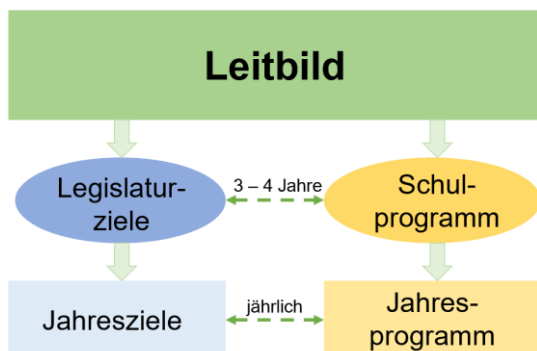 Leitbild
Legislatur-
ziele
3 – 4 Jahre
Schul-
programm
Jahresziele
jährlich
Jahres-
programm